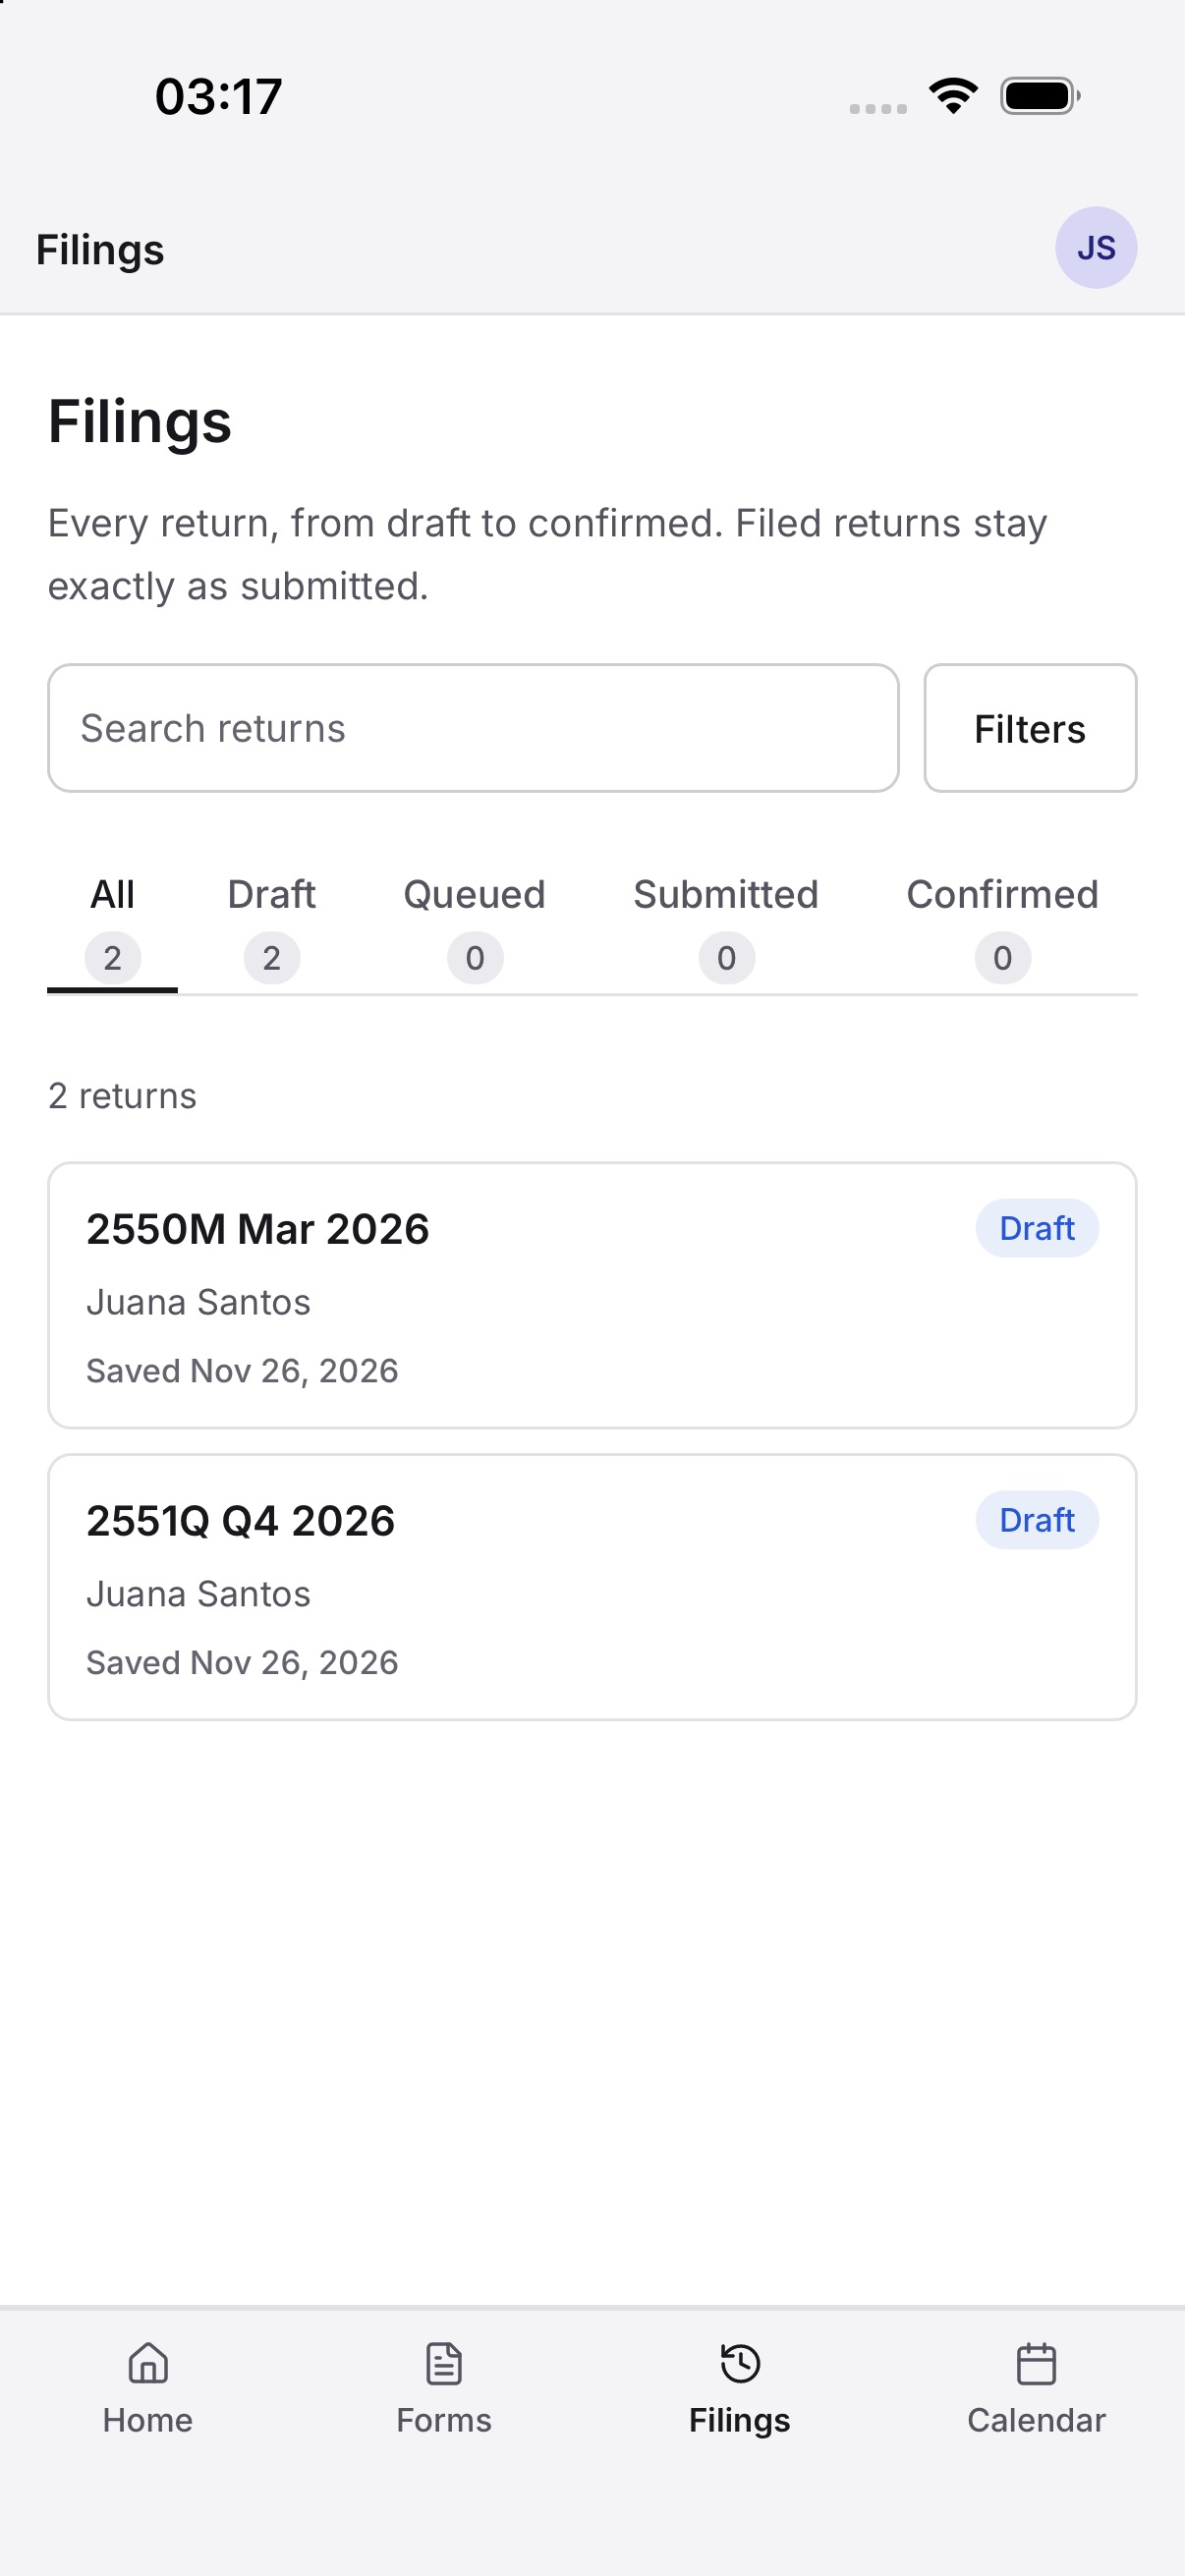 03:17
Filings
JS
Filings
Every return, from draft to confirmed. Filed returns stay
exactly as submitted.
Search returns
Filters
All
Draft
Queued
Submitted
Confirmed
2
2
0
0
0
2 returns
2550M Mar 2026
Draft
Juana Santos
Saved Nov 26, 2026
2551Q Q4 2026
Draft
Juana Santos
Saved Nov 26, 2026
Home
Forms
Filings
Calendar